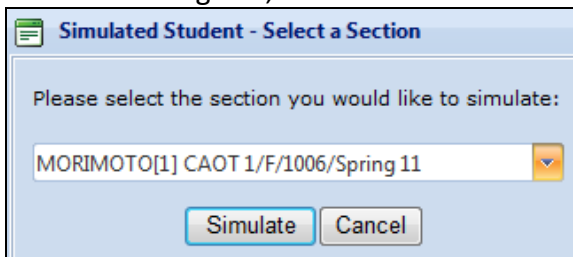 Simulated Student - Select a Section
Please select the section you would like to simulate:
MORIMOTO[1] CAOT 1/F/1006/Spring 11
Simulate Cancel